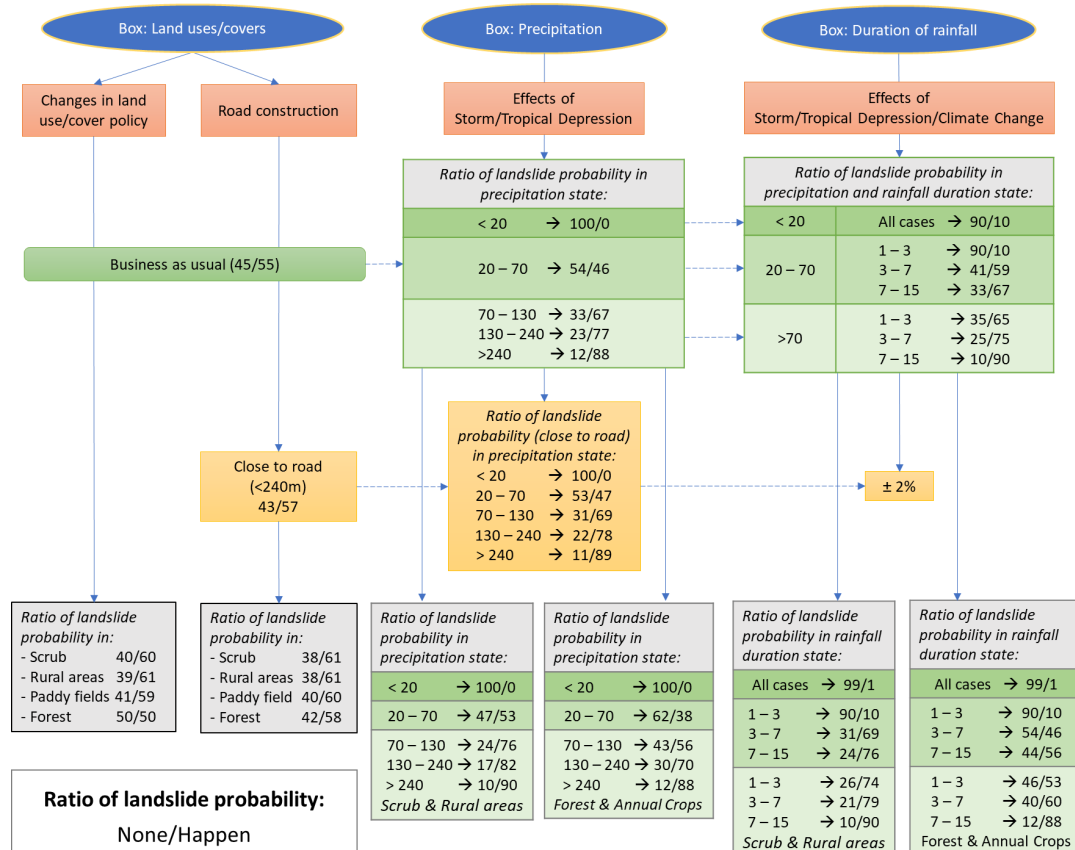 Box: Land uses/covers
Box: Precipitation
Box: Duration of rainfall
Changes in land
use/cover policy
Road construction
Effects of
Storm/Tropical Depression
Effects of
Storm/Tropical Depression/Climate Change
Ratio of landslide probability in
precipitation state:
< 20 → 100/0
20 – 70 → 54/46
70 – 130 → 33/67
130 – 240 → 23/77
>240 → 12/88
Ratio of landslide probability in
precipitation and rainfall duration state:
< 20 All cases → 90/10
20 – 70
1 – 3 → 90/10
3 – 7 → 41/59
7 – 15 → 33/67
>70
1 – 3 → 35/65
3 – 7 → 25/75
7 – 15 → 10/90
Business as usual (45/55)
Close to road
(<240m)
43/57
Ratio of landslide
probability (close to road)
in precipitation state:
< 20 → 100/0
20 – 70 → 53/47
70 – 130 → 31/69
130 – 240 → 22/78
> 240 → 11/89
± 2%
Ratio of landslide
probability in:
- Scrub 40/60
- Rural areas 39/61
- Paddy fields 41/59
- Forest 50/50
Ratio of landslide
probability in:
- Scrub 38/61
- Rural areas 38/61
- Paddy field 40/60
- Forest 42/58
Ratio of landslide
probability in
precipitation state:
< 20 → 100/0
20 – 70 → 47/53
70 – 130 → 24/76
130 – 240 → 17/82
> 240 → 10/90
Scrub & Rural areas
Ratio of landslide
probability in
precipitation state:
< 20 → 100/0
20 – 70 → 62/38
70 – 130 → 43/56
130 – 240 → 30/70
> 240 → 12/88
Forest & Annual Crops
Ratio of landslide
probability in rainfall
duration state:
All cases → 99/1
1 – 3 → 90/10
3 – 7 → 31/69
7 – 15 → 24/76
1 – 3 → 26/74
3 – 7 → 21/79
7 – 15 → 10/90
Scrub & Rural areas
Ratio of landslide
probability in rainfall
duration state:
All cases → 99/1
1 – 3 → 90/10
3 – 7 → 54/46
7 – 15 → 44/56
1 – 3 → 46/53
3 – 7 → 40/60
7 – 15 → 12/88
Forest & Annual Crops
Ratio of landslide probability:
None/Happen